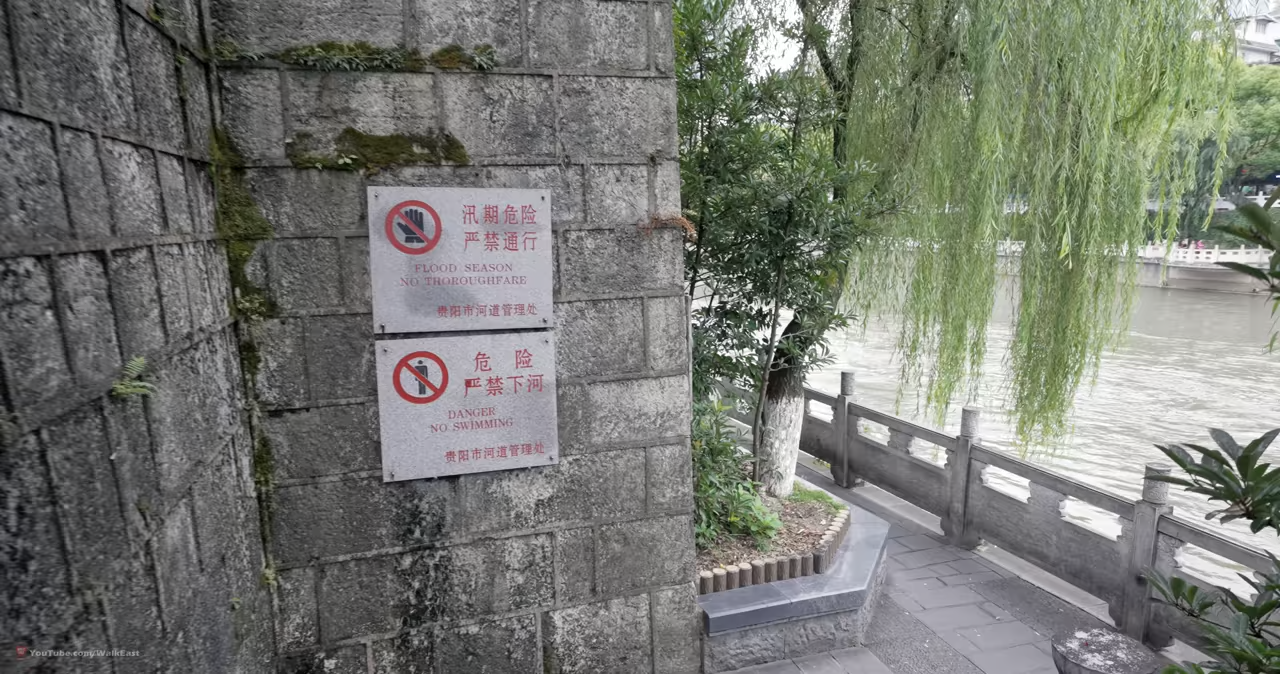 汛期危险
严禁通行
FLOOD SEASON
NO THOROUGHFARE
贵阳市河道管理处
危 险
严禁下河
DANGER
NO SWIMMING
贵阳市河道管理处
YouTube.com/WalkEast